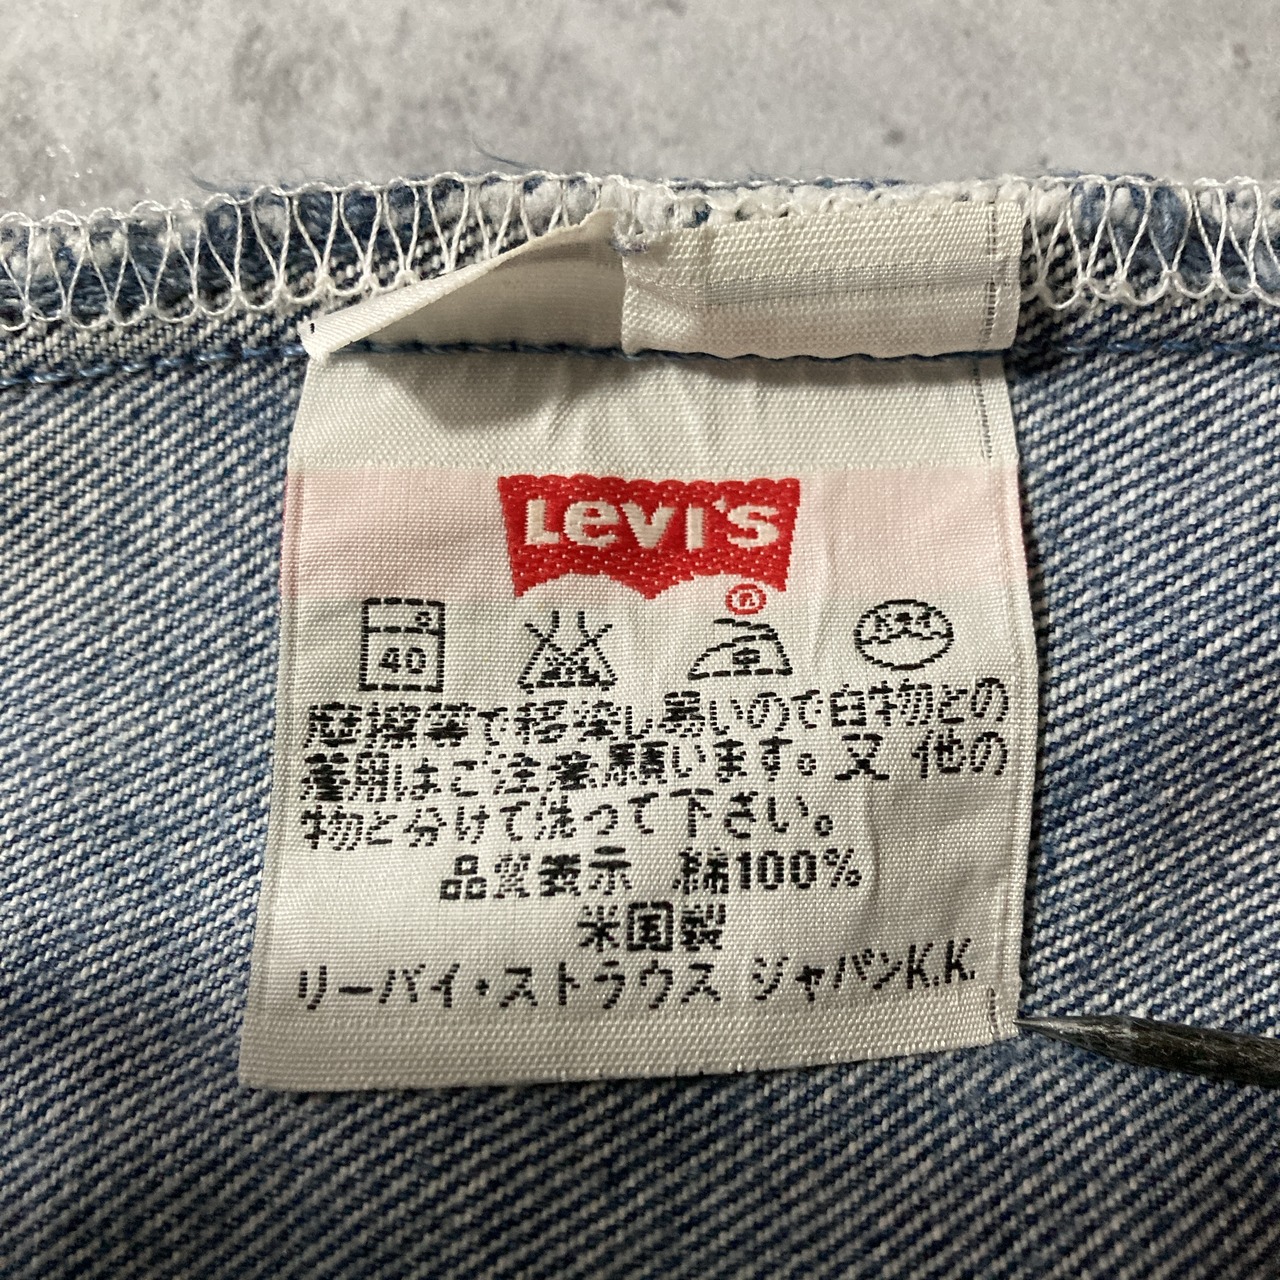 Levi's
®
40
中
摩擦等で移染し易いので白物との
着用はご注意願います。又 他の
物と分けて洗って下さい。
品質表示 綿100%
米国製
リーバイ・ストラウス ジャパンK.K.